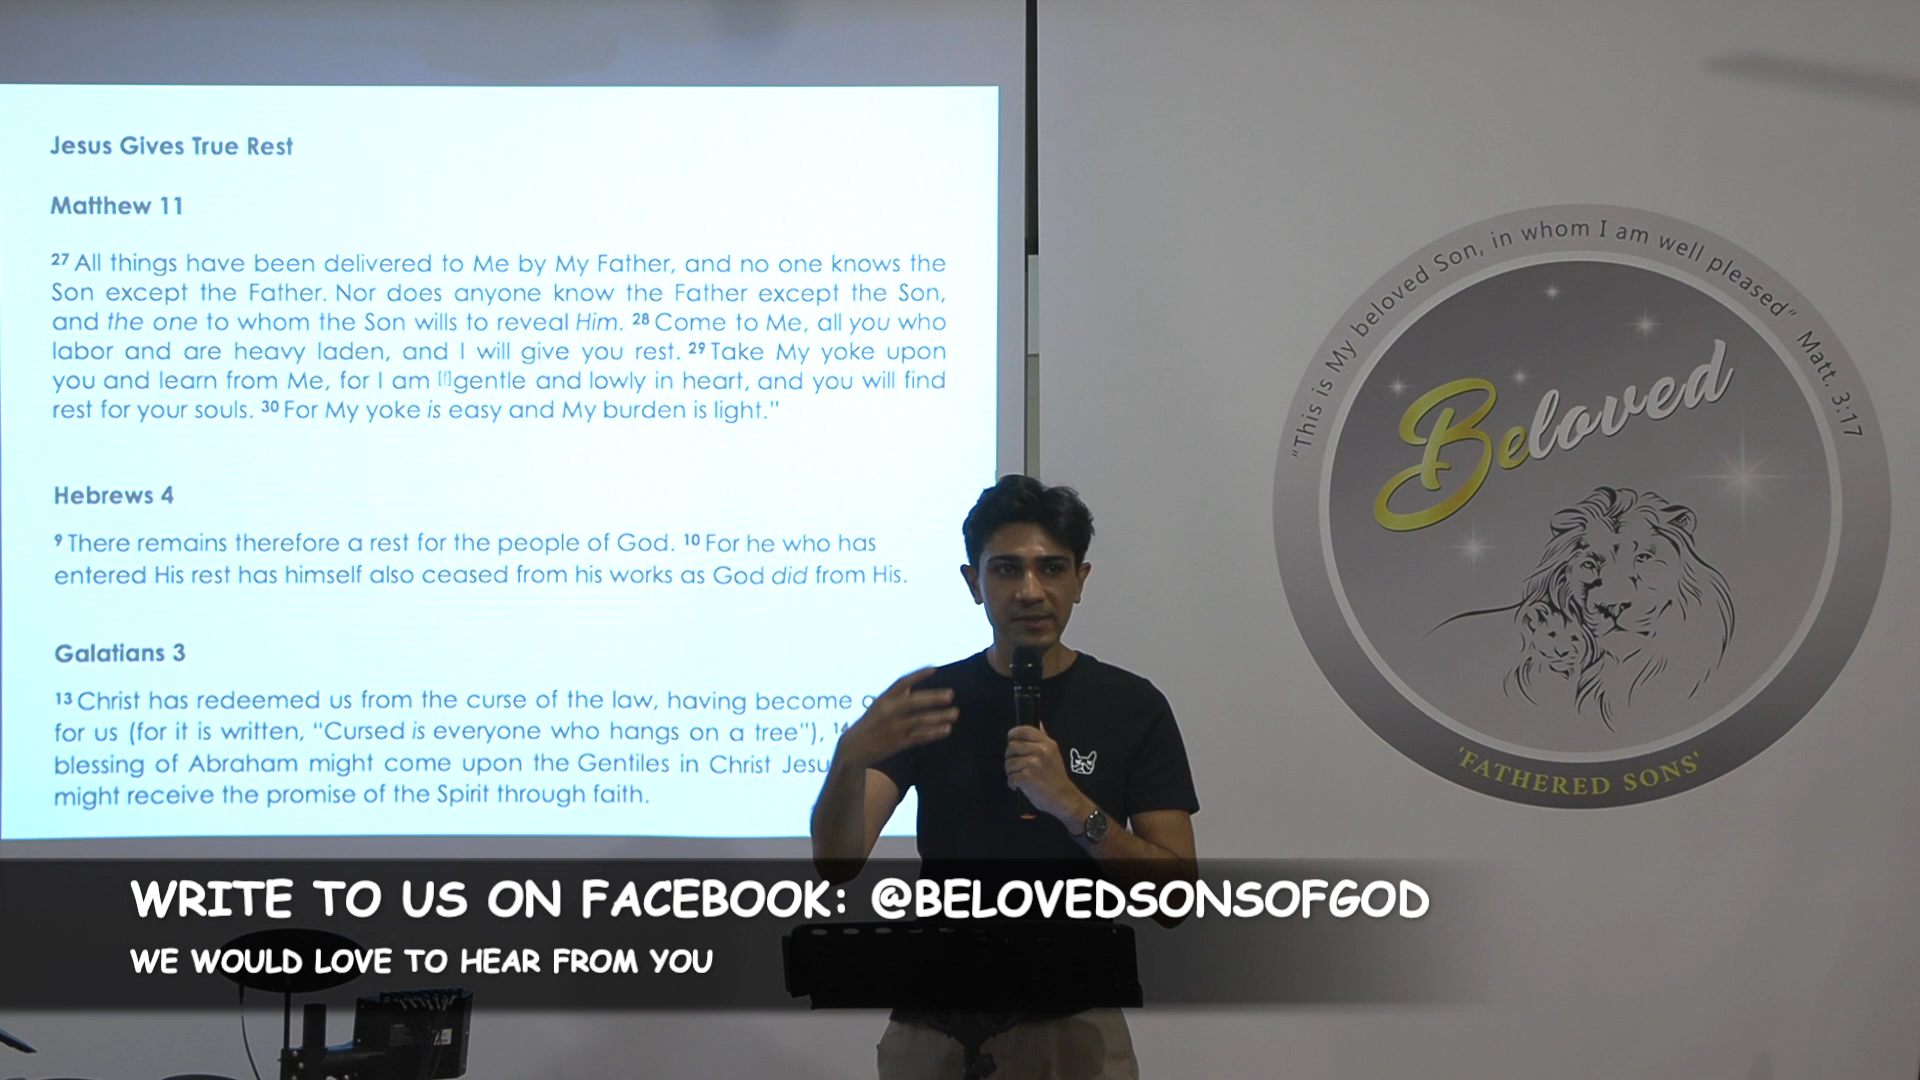 Jesus Gives True Rest
Matthew 11
27 All things have been delivered to Me by My Father, and no one knows the
Son except the Father. Nor does anyone know the Father except the Son,
and the one to whom the Son wills to reveal Him. 28 Come to Me, all you who
labor and are heavy laden, and I will give you rest. 29 Take My yoke upon
you and learn from Me, for I am [f]gentle and lowly in heart, and you will find
rest for your souls. 30 For My yoke is easy and My burden is light."
Hebrews 4
9 There remains therefore a rest for the people of God. 10 For he who has
entered His rest has himself also ceased from his works as God did from His.
Galatians 3
13 Christ has redeemed us from the curse of the law, having become
for us (for it is written, "Cursed is everyone who hangs on a tree"), 14
blessing of Abraham might come upon the Gentiles in Christ Jesu
might receive the promise of the Spirit through faith.
"This is My beloved Son, in whom I am well pleased" Matt. 3:17
Beloved
'FATHERED SONS'
WRITE TO US ON FACEBOOK: @BELOVEDSONSOFGOD
WE WOULD LOVE TO HEAR FROM YOU